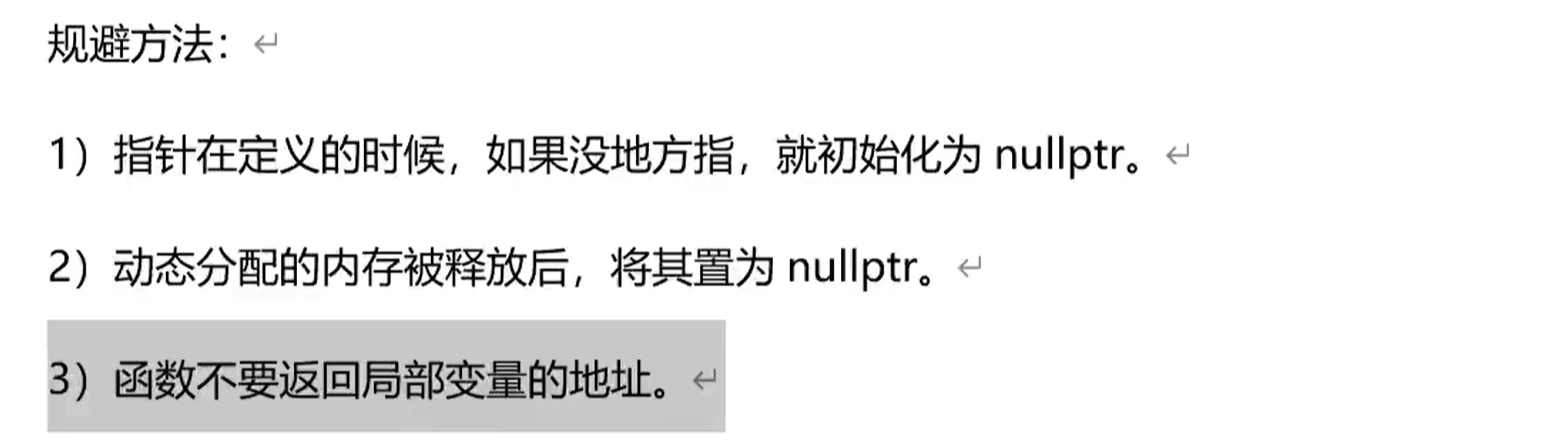 规避方法：
1）指针在定义的时候，如果没地方指，就初始化为 nullptr。
2）动态分配的内存被释放后，将其置为 nullptr。
3）函数不要返回局部变量的地址。